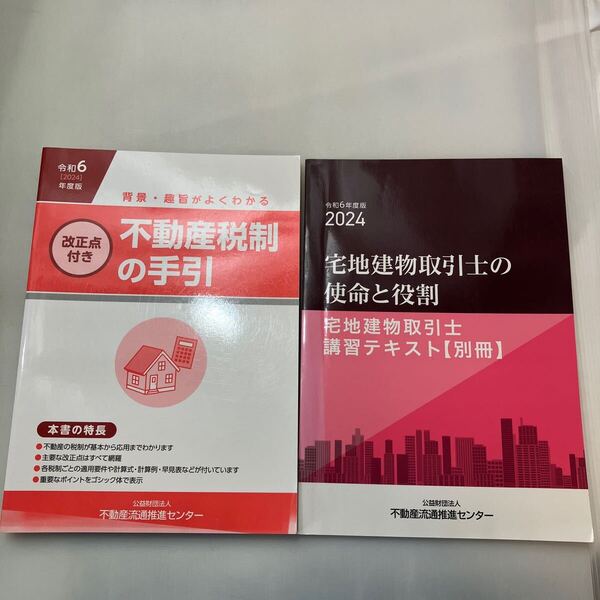 令和6
[2024]
年度版
背景・趣旨がよくわかる
改正点
付き
不動産税制
の手引
本書の特長
●不動産の税制が基本から応用までわかります
●主要な改正点はすべて網羅
●各税制ごとの適用要件や計算式・計算例・早見表などが付いています
●重要なポイントをゴシック体で表示
公益財団法人
不動産流通推進センター
令和6年度版
2024
宅地建物取引士の
使命と役割
宅地建物取引士
講習テキスト【別冊】
公益財団法人
不動産流通推進センター